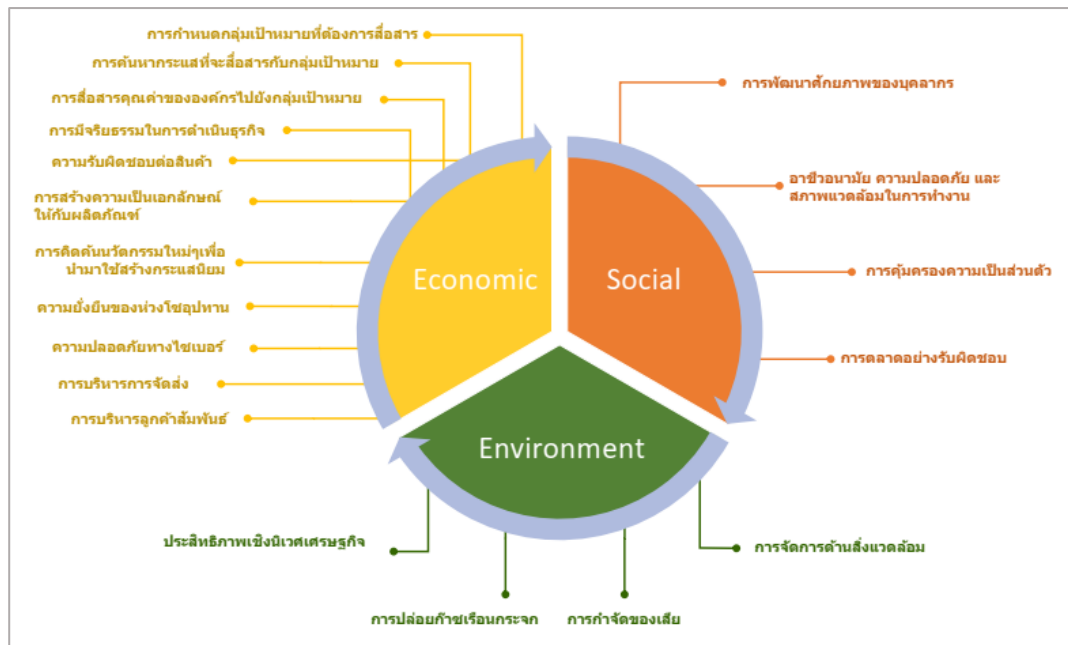 การกำหนดกลุ่มเป้าหมายที่ต้องการสื่อสาร
การค้นหากระแสที่จะสื่อสารกับกลุ่มเป้าหมาย
การสื่อสารคุณค่าขององค์กรไปยังกลุ่มเป้าหมาย
การมีจริยธรรมในการดำเนินธุรกิจ
ความรับผิดชอบต่อสินค้า
การสร้างความเป็นเอกลักษณ์
ให้กับผลิตภัณฑ์
การคิดค้นนวัตกรรมใหม่ๆเพื่อ
นำมาใช้สร้างกระแสนิยม
ความยั่งยืนของห่วงโซ่อุปทาน
ความปลอดภัยทางไซเบอร์
การบริหารการจัดส่ง
การบริหารลูกค้าสัมพันธ์
Economic
Social
การพัฒนาศักยภาพของบุคลากร
อาชีวอนามัย ความปลอดภัย และ
สภาพแวดล้อมในการทำงาน
การคุ้มครองความเป็นส่วนตัว
การตลาดอย่างรับผิดชอบ
Environment
ประสิทธิภาพเชิงนิเวศเศรษฐกิจ
การปล่อยก๊าซเรือนกระจก
การกำจัดของเสีย
การจัดการด้านสิ่งแวดล้อม